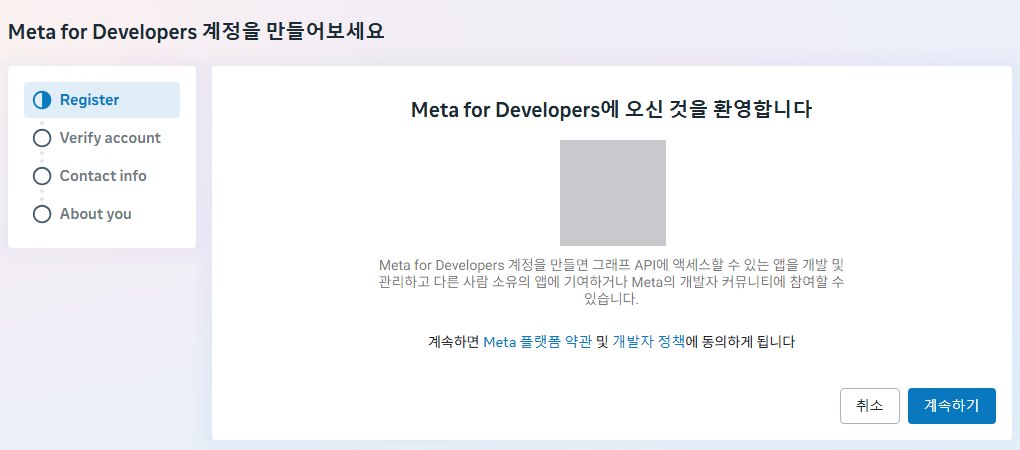 Meta for Developers 계정을 만들어보세요
Register
Verify account
Contact info
About you
Meta for Developers에 오신 것을 환영합니다
Meta for Developers 계정을 만들면 그래프 API에 액세스할 수 있는 앱을 개발 및
관리하고 다른 사람 소유의 앱에 기여하거나 Meta의 개발자 커뮤니티에 참여할 수
있습니다.
계속하면 Meta 플랫폼 약관 및 개발자 정책에 동의하게 됩니다
취소
계속하기